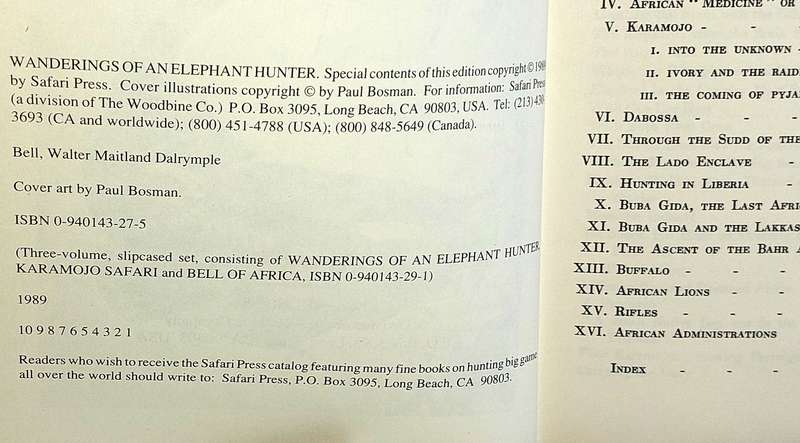 WANDERINGS OF AN ELEPHANT HUNTER. Special contents of this edition copyright ©
by Safari Press. Cover illustrations copyright © by Paul Bosman. For information: Safari Press
(a division of The Woodbine Co.) P.O. Box 3095, Long Beach, CA 90803, USA. Tel: (213) 430-
3693 (CA and worldwide); (800) 451-4788 (USA); (800) 848-5649 (Canada).
Bell, Walter Maitland Dalrymple
Cover art by Paul Bosman.
ISBN 0-940143-27-5
(Three-volume, slipcased set, consisting of WANDERINGS OF AN ELEPHANT HUNTER,
KARAMOJO SAFARI and BELL OF AFRICA, ISBN 0-940143-29-1)
1989
10 9 8 7 6 5 4 3 2 1
Readers who wish to receive the Safari Press catalog featuring many fine books on hunting big game
all over the world should write to: Safari Press, P.O. Box 3095, Long Beach, CA 90803.
IV. AFRICAN "MEDICINE" OR
V. KARAMOJO - -
I. INTO THE UNKNOWN -
II. IVORY AND THE RAID
III. THE COMING OF PYJA
VI. DABOSSA - - -
VII. THROUGH THE SUDD OF THE
VIII. THE LADO ENCLAVE -
IX. HUNTING IN LIBERIA -
X. BUBA GIDA, THE LAST AFRI
XI. BUBA GIDA AND THE LAKKAS
XII. THE ASCENT OF THE BAHR A
XIII. BUFFALO - - -
XIV. AFRICAN LIONS - -
XV. RIFLES - - -
XVI. AFRICAN ADMINISTRATIONS
INDEX - - -